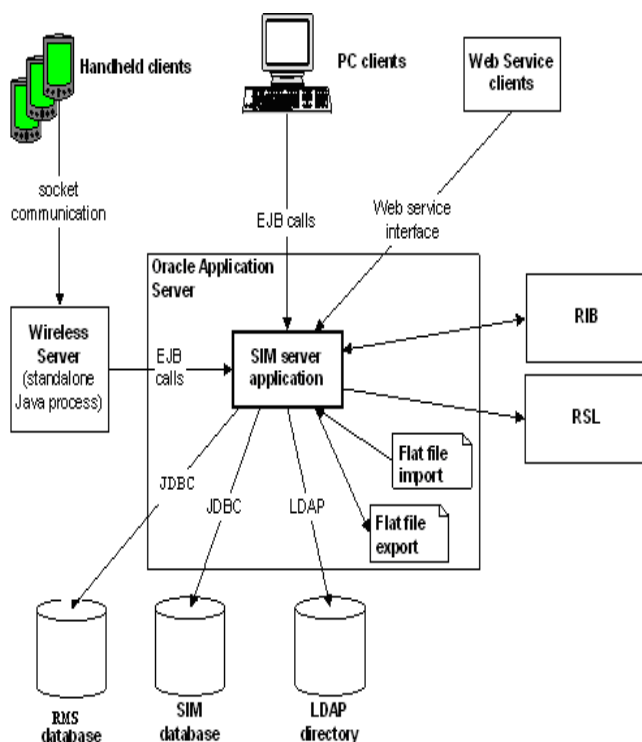 Handheld clients
PC clients
Web Service
clients
socket
communication
EJB calls
Web service
interface
Oracle Application
Server
Wireless
Server
(standalone
Java process)
EJB
calls
SIM server
application
RIB
RSL
Flat file
import
Flat file
export
JDBC
JDBC
LDAP
RMS
database
SIM
database
LDAP
directory